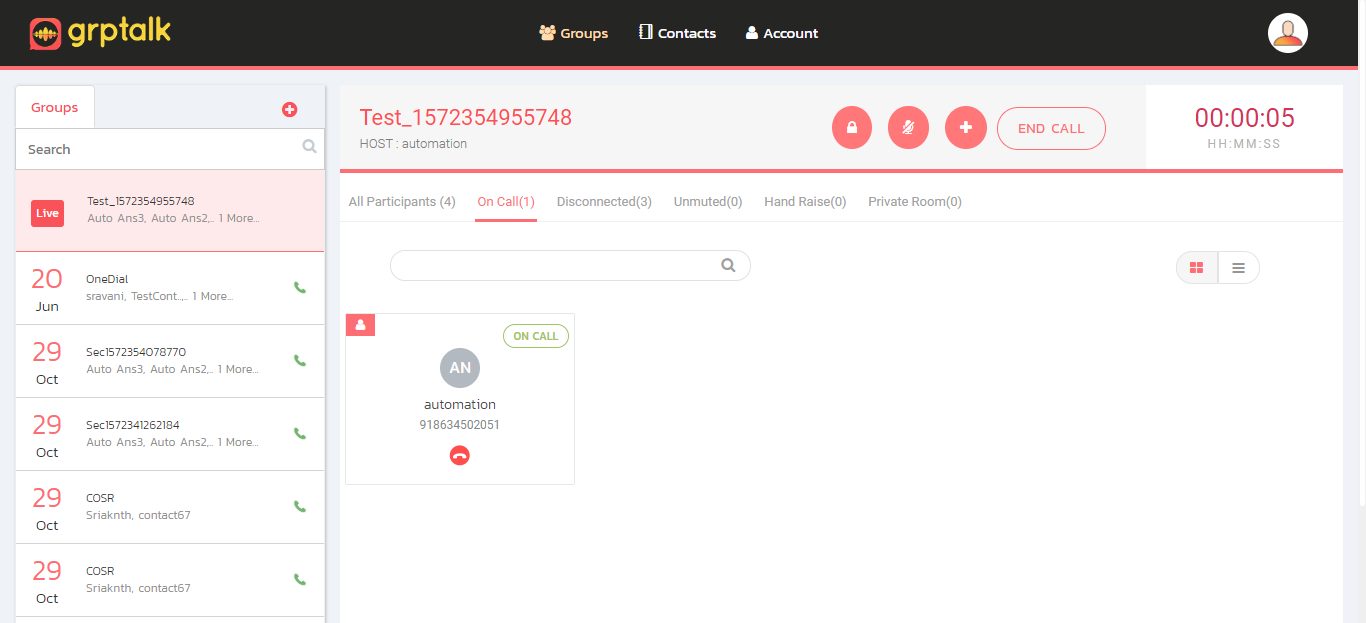 grptalk
Groups
Contacts
Account
Groups
Search
Live
Test_1572354955748
Auto Ans3, Auto Ans2,.. 1 More...
20
Jun
OneDial
sravani, TestCont..,.. 1 More...
29
Oct
Sec1572354078770
Auto Ans3, Auto Ans2,.. 1 More...
29
Oct
Sec1572341262184
Auto Ans3, Auto Ans2,.. 1 More...
29
Oct
COSR
Sriaknth, contact67
29
Oct
COSR
Sriaknth, contact67
Test_1572354955748
HOST : automation
END CALL
00:00:05
HH:MM:SS
All Participants (4)
On Call(1)
Disconnected(3)
Unmuted(0)
Hand Raise(0)
Private Room(0)
ON CALL
AN
automation
918634502051